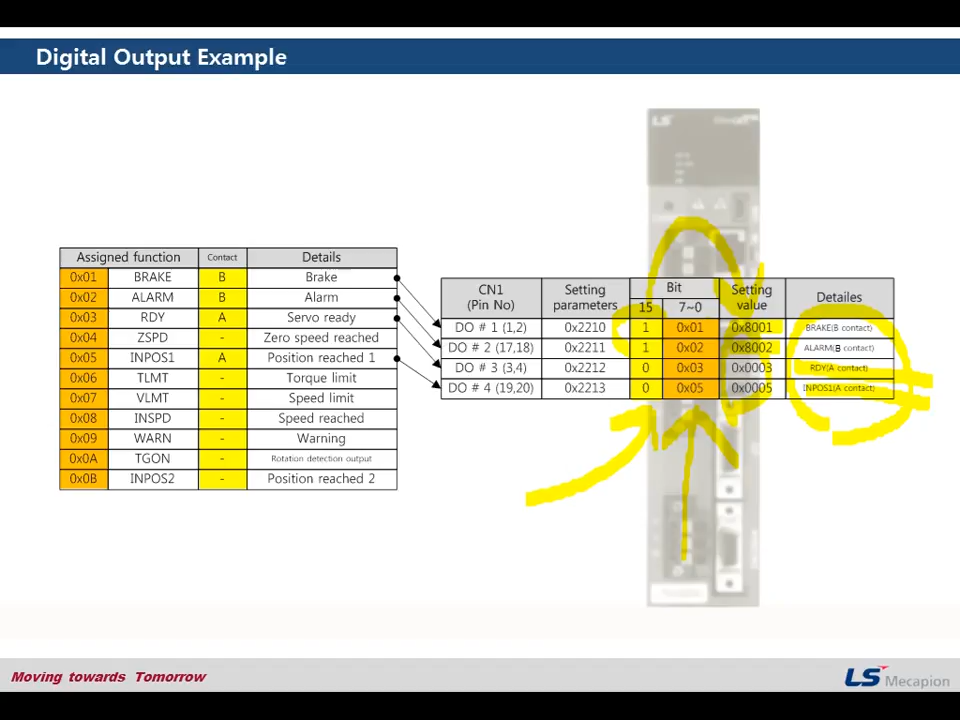 Digital Output Example
LS
Assigned function Contact Details
0x01 BRAKE B Brake
0x02 ALARM B Alarm
0x03 RDY A Servo ready
0x04 ZSPD - Zero speed reached
0x05 INPOS1 A Position reached 1
0x06 TLMT - Torque limit
0x07 VLMT - Speed limit
0x08 INSPD - Speed reached
0x09 WARN - Warning
0x0A TGON - Rotation detection output
0x0B INPOS2 - Position reached 2
CN1 (Pin No) Setting parameters Bit Setting value Detailes
15 7~0
DO # 1 (1,2) 0x2210 1 0x01 0x8001 BRAKE(B contact)
DO # 2 (17,18) 0x2211 1 0x02 0x8002 ALARM(B contact)
DO # 3 (3,4) 0x2212 0 0x03 0x0003 RDY(A contact)
DO # 4 (19,20) 0x2213 0 0x05 0x0005 INPOS1(A contact)
Moving towards Tomorrow
LS Mecapion